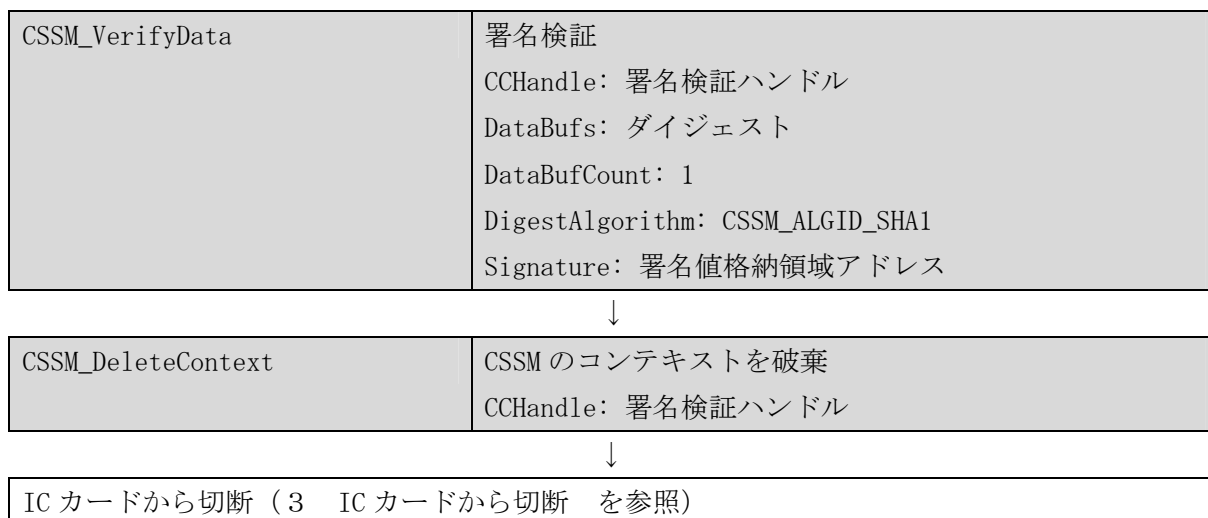 CSSM_VerifyData
署名検証
CCHandle: 署名検証ハンドル
DataBufs: ダイジェスト
DataBufCount: 1
DigestAlgorithm: CSSM_ALGID_SHA1
Signature: 署名値格納領域アドレス
↓
CSSM_DeleteContext
CSSM のコンテキストを破棄
CCHandle: 署名検証ハンドル
↓
IC カードから切断（３　IC カードから切断　を参照）